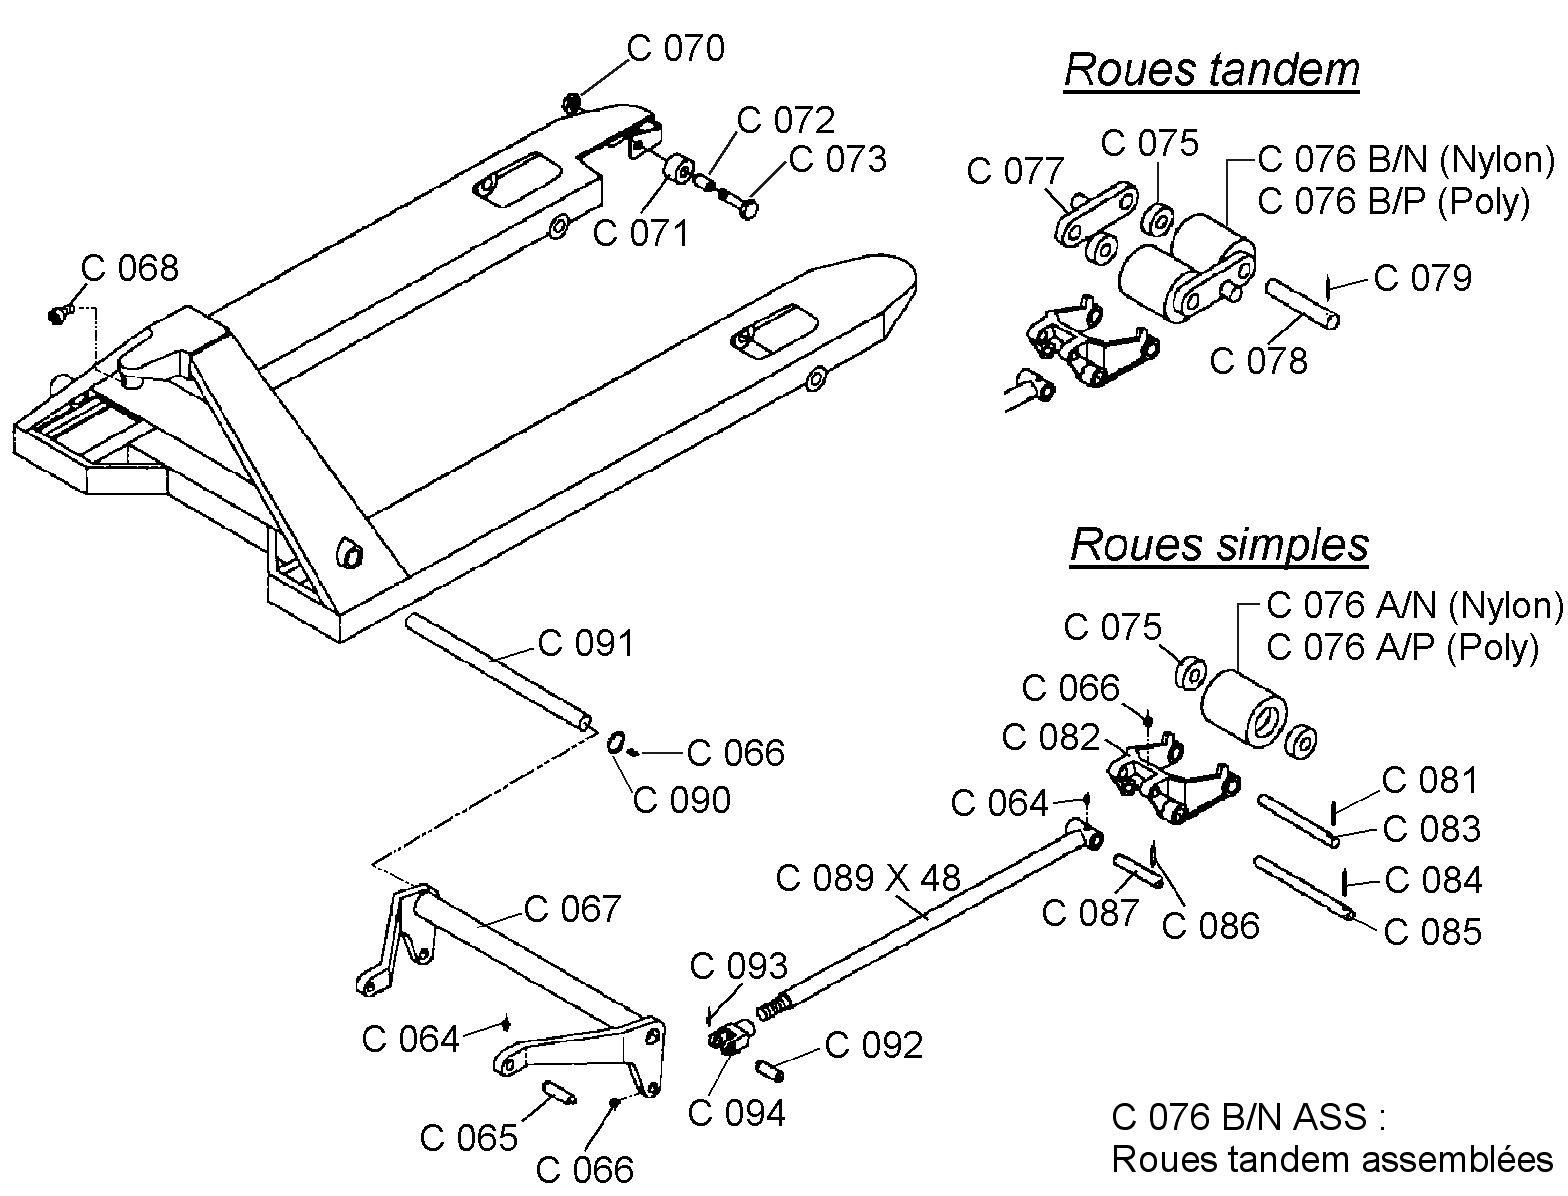 C 070
C 072
C 073
C 071
C 068
Roues tandem
C 075
C 077
C 076 B/N (Nylon)
C 076 B/P (Poly)
C 079
C 078
Roues simples
C 076 A/N (Nylon)
C 076 A/P (Poly)
C 075
C 066
C 082
C 064
C 081
C 083
C 084
C 085
C 086
C 087
C 089 X 48
C 091
C 066
C 090
C 067
C 064
C 065
C 066
C 093
C 092
C 094
C 076 B/N ASS :
Roues tandem assemblées